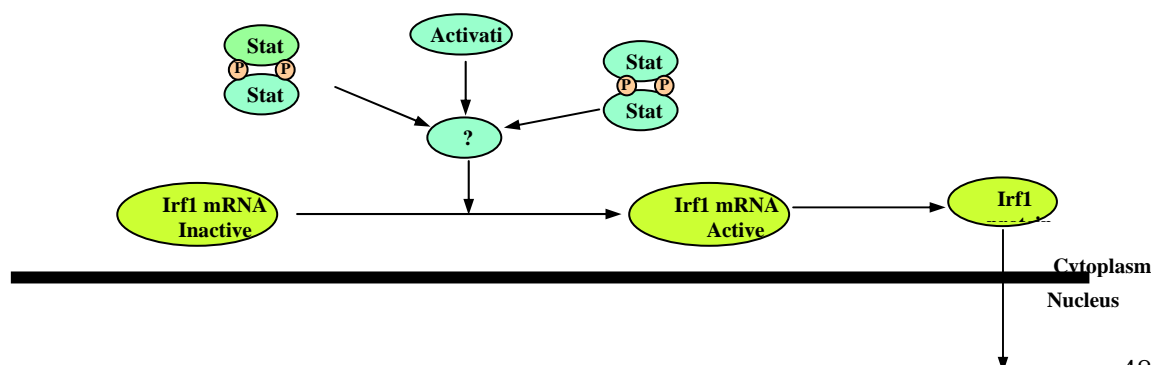 Stat
P P
Stat
Activati
Stat
P P
Stat
?
Irf1 mRNA
Inactive
Irf1 mRNA
Active
Irf1
Cytoplasm
Nucleus